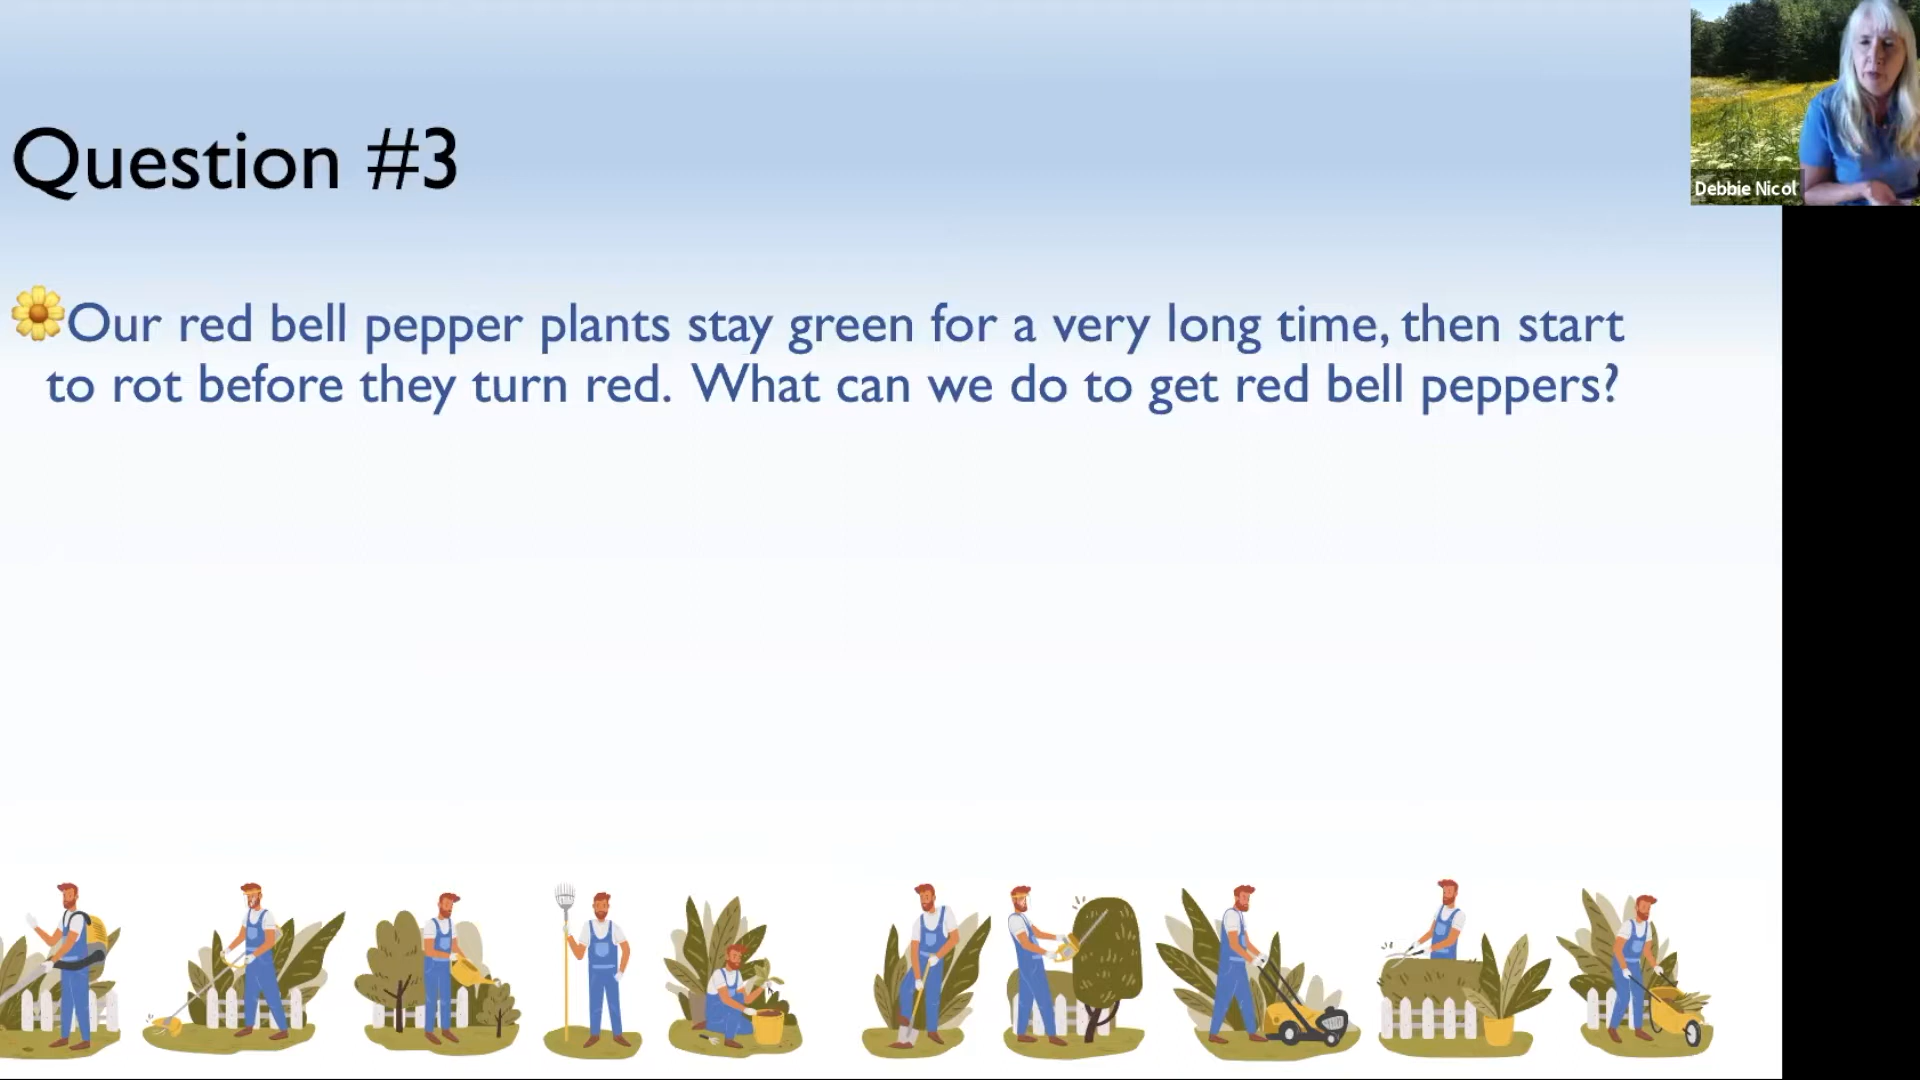 Question #3
Debbie Nicol
Our red bell pepper plants stay green for a very long time, then start
to rot before they turn red. What can we do to get red bell peppers?